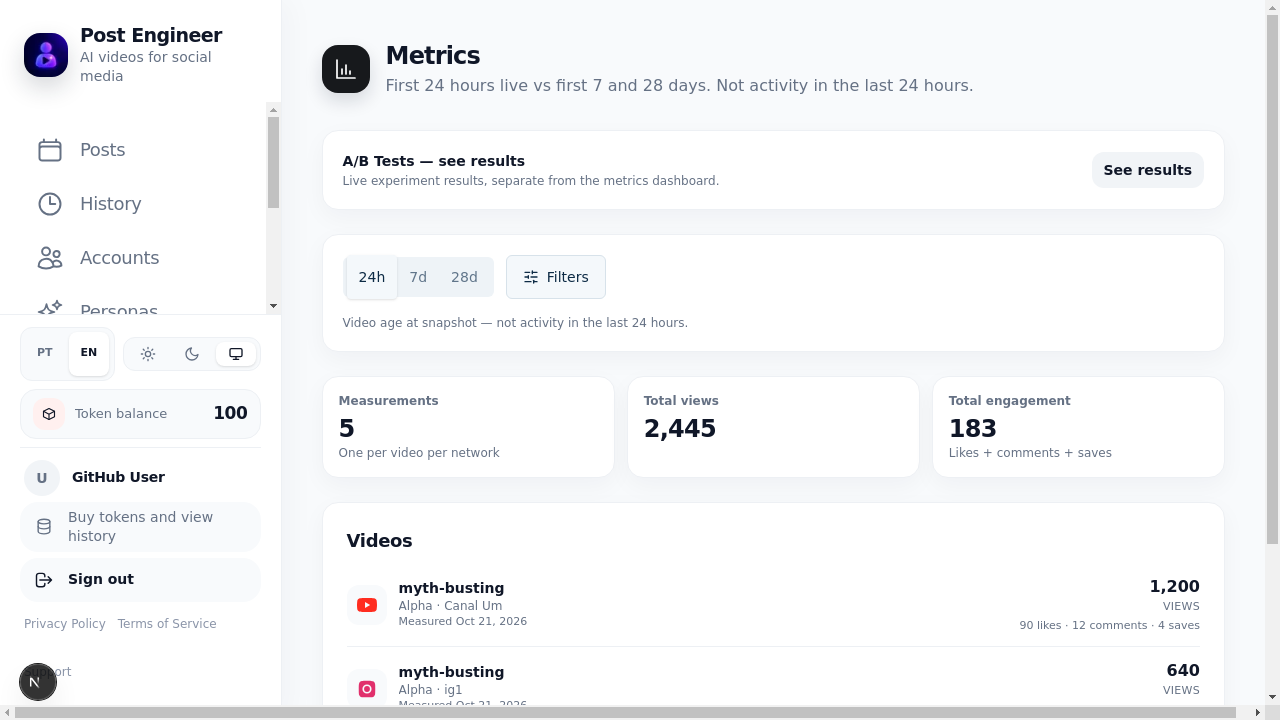 Post Engineer
AI videos for social
media
Posts
History
Accounts
Personas
PT
EN
Token balance
100
U
GitHub User
Buy tokens and view
history
Sign out
Privacy Policy
Terms of Service
Support
N
Metrics
First 24 hours live vs first 7 and 28 days. Not activity in the last 24 hours.
A/B Tests — see results
Live experiment results, separate from the metrics dashboard.
See results
24h
7d
28d
Filters
Video age at snapshot — not activity in the last 24 hours.
Measurements
5
One per video per network
Total views
2,445
Total engagement
183
Likes + comments + saves
Videos
myth-busting
Alpha · Canal Um
Measured Oct 21, 2026
1,200
VIEWS
90 likes · 12 comments · 4 saves
myth-busting
Alpha · ig1
Measured Oct 21, 2026
640
VIEWS